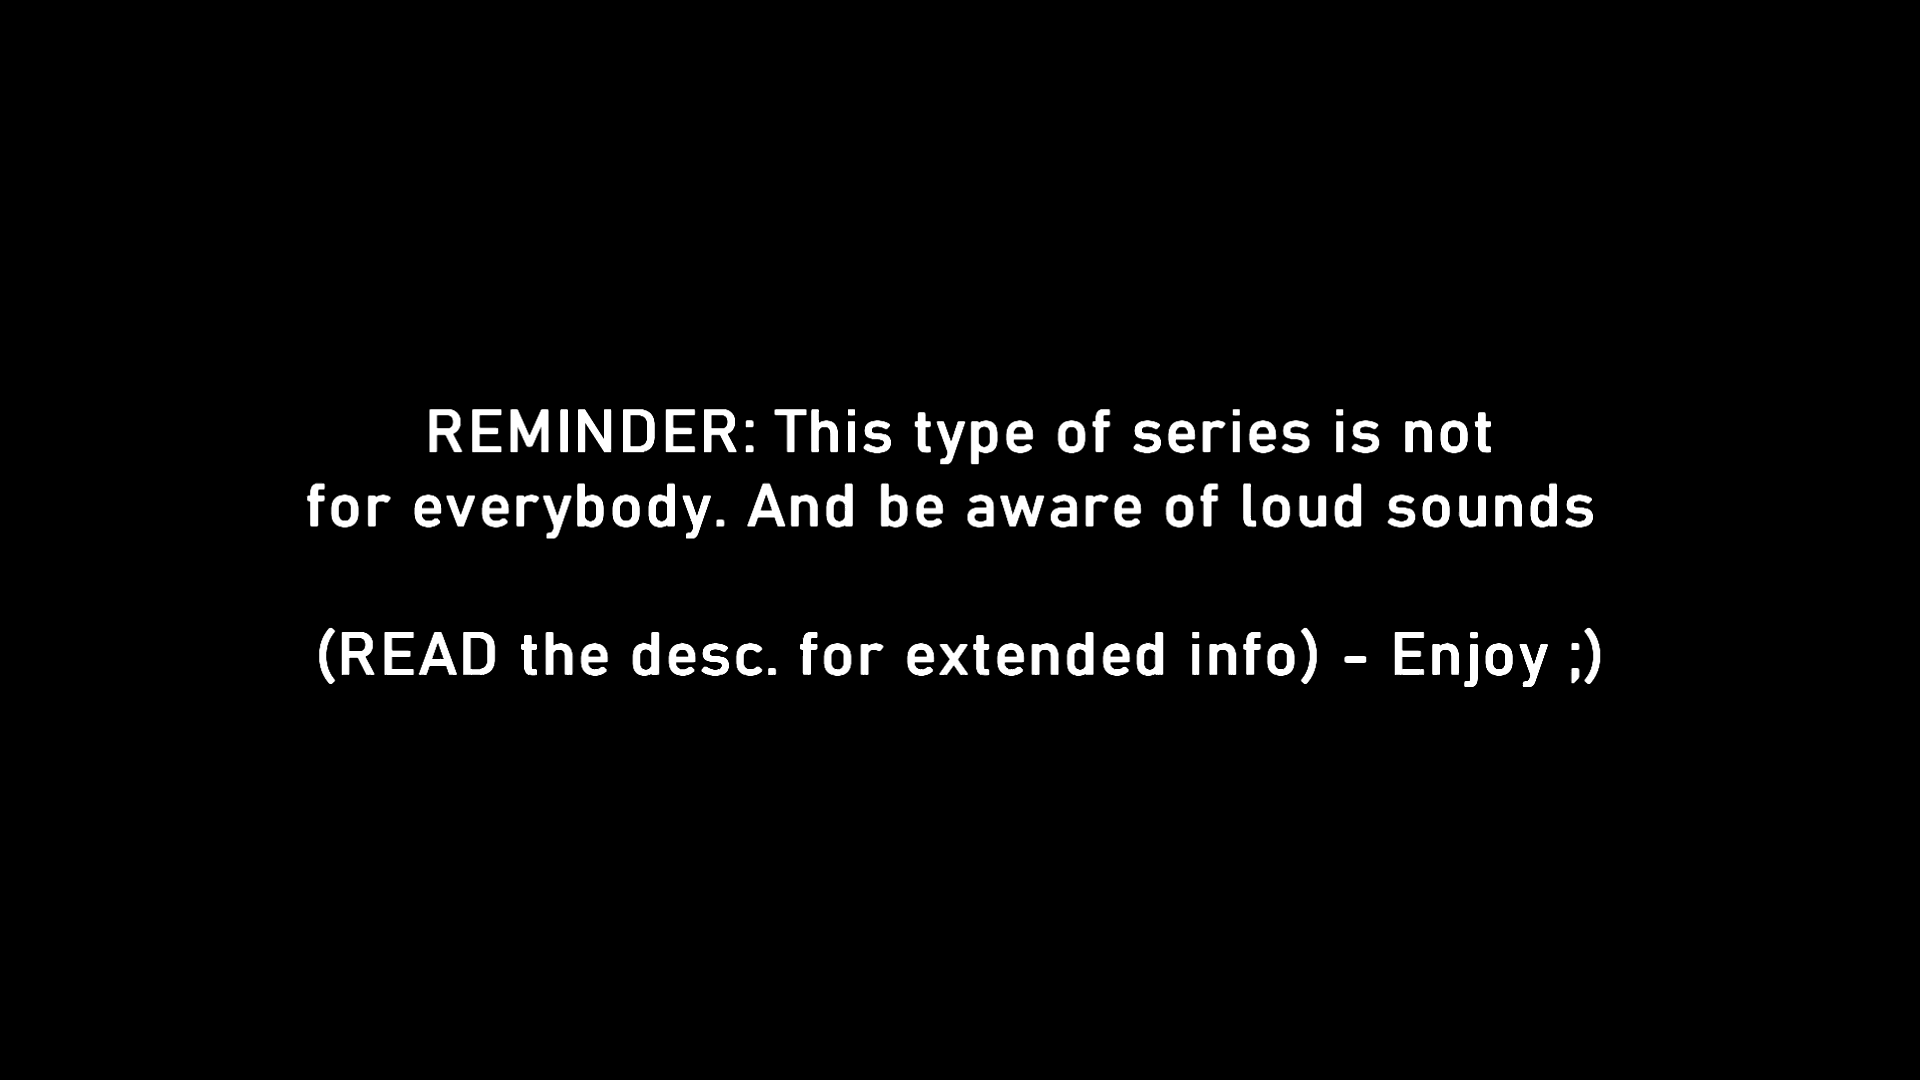 REMINDER: This type of series is not
for everybody. And be aware of loud sounds
(READ the desc. for extended info) - Enjoy ;)